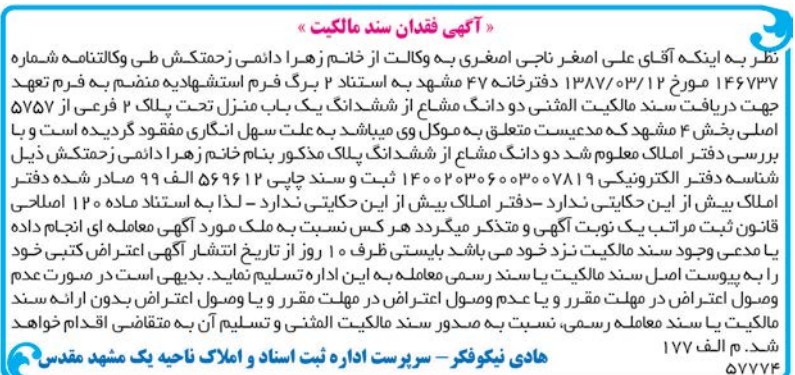 « آگهی فقدان سند مالکیت »
نظر به اینکه آقای علی اصغر ناجی اصغری به وکالت از خانم زهرا دائمی زحمتکش طی وکالتنامه شماره
۱۴۶۷۳۷ مورخ ۱۳۸۷/۰۳/۱۲ دفترخانه ۴۷ مشهد به استناد ۲ برگ فرم استشهادیه منضم به فرم تعهد
جهت دریافت سند مالکیت المثنی دو دانگ مشاع از ششدانگ یک باب منزل تحت پلاک ۲ فرعی از ۵۷۵۷
اصلی بخش ۴ مشهد که مدعیست متعلق به موکل وی میباشد به علت سهل انگاری مفقود گردیده است و با
بررسی دفتر املاک معلوم شد دو دانگ مشاع از ششدانگ پلاک مذکور بنام خانم زهرا دائمی زحمتکش ذیل
شناسه دفتر الکترونیکی ۱۴۰۰۲۰۳۰۶۰۰۳۰۰۷۸۱۹ ثبت و سند چاپی ۵۶۹۶۱۲ الف ۹۹ صادر شده دفتر
املاک بیش از این حکایتی ندارد -دفتر املاک بیش از این حکایتی ندارد - لذا به استناد ماده ۱۲۰ اصلاحی
قانون ثبت مراتب یک نوبت آگهی و متذکر میگردد هر کس نسبت به ملک مورد آگهی معامله ای انجام داده
یا مدعی وجود سند مالکیت نزد خود می باشد بایستی ظرف ۱۰ روز از تاریخ انتشار آگهی اعتراض کتبی خود
را به پیوست اصل سند مالکیت یا سند رسمی معامله به این اداره تسلیم نماید. بدیهی است در صورت عدم
وصول اعتراض در مهلت مقرر و یا عدم وصول اعتراض در مهلت مقرر و یا وصول اعتراض بدون ارائه سند
مالکیت یا سند معامله رسمی، نسبت به صدور سند مالکیت المثنی و تسلیم آن به متقاضی اقدام خواهد
شد. م الف ۱۷۷
هادی نیکوفکر – سرپرست اداره ثبت اسناد و املاک ناحیه یک مشهد مقدس
۵۷۷۷۴